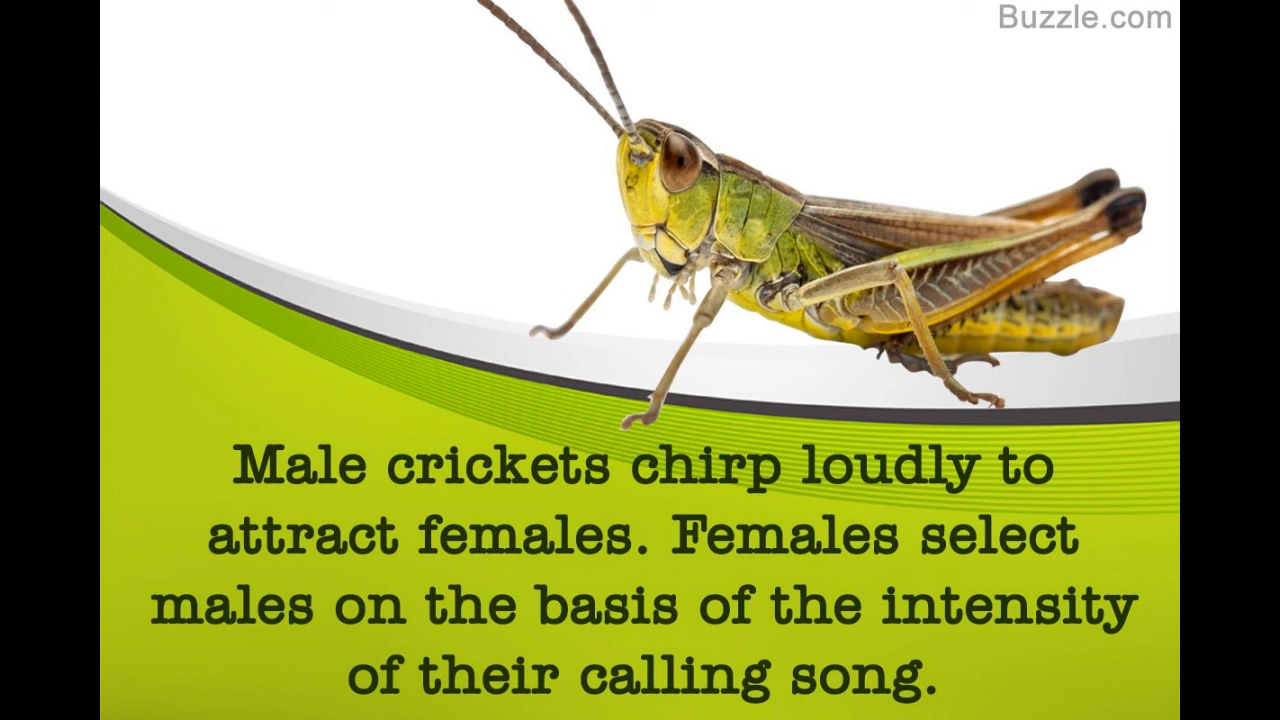 Buzzle.com
Male crickets chirp loudly to
attract females. Females select
males on the basis of the intensity
of their calling song.